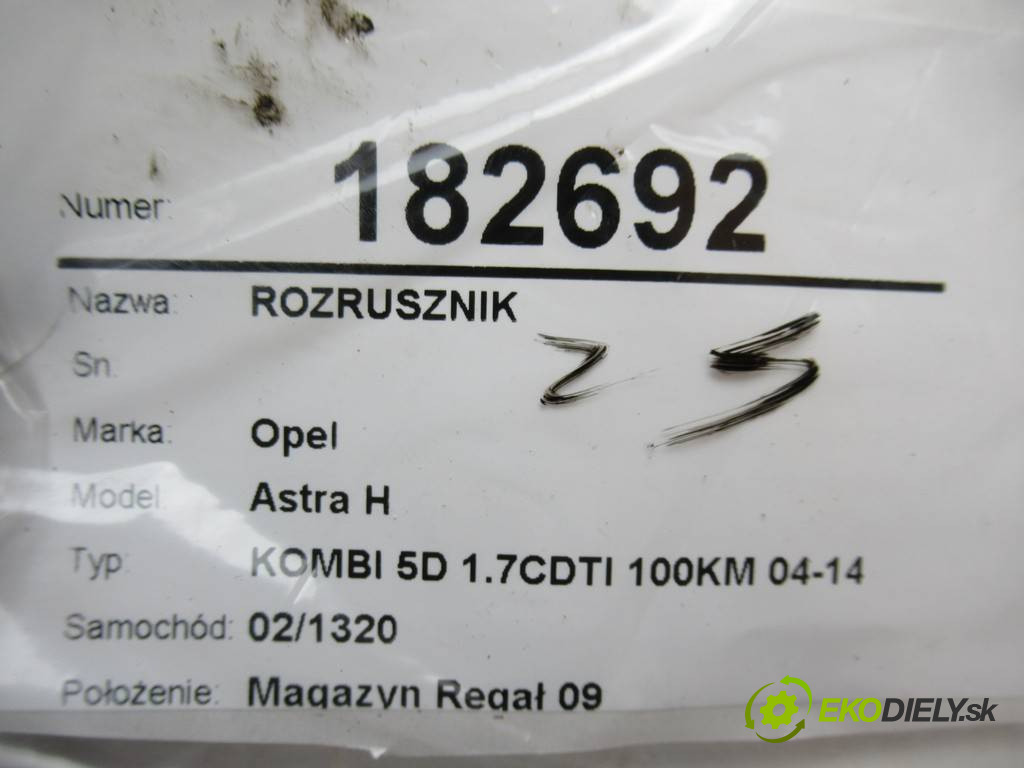 Numer: 182692
Nazwa: ROZRUSZNIK
Sn:
25
Marka: Opel
Model: Astra H
Typ: KOMBI 5D 1.7CDTI 100KM 04-14
Samochód: 02/1320
Położenie: Magazyn Regał 09
EKODIELY.sk